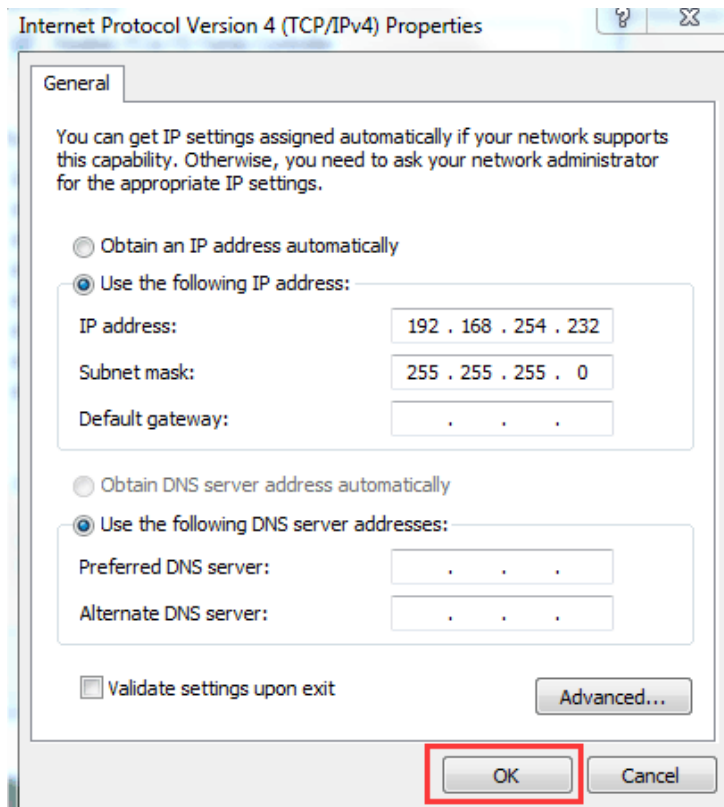 Internet Protocol Version 4 (TCP/IPv4) Properties
General
You can get IP settings assigned automatically if your network supports
this capability. Otherwise, you need to ask your network administrator
for the appropriate IP settings.
Obtain an IP address automatically
Use the following IP address:
IP address: 192 . 168 . 254 . 232
Subnet mask: 255 . 255 . 255 . 0
Default gateway: . . .
Obtain DNS server address automatically
Use the following DNS server addresses:
Preferred DNS server: . . .
Alternate DNS server: . . .
Validate settings upon exit
Advanced...
OK Cancel